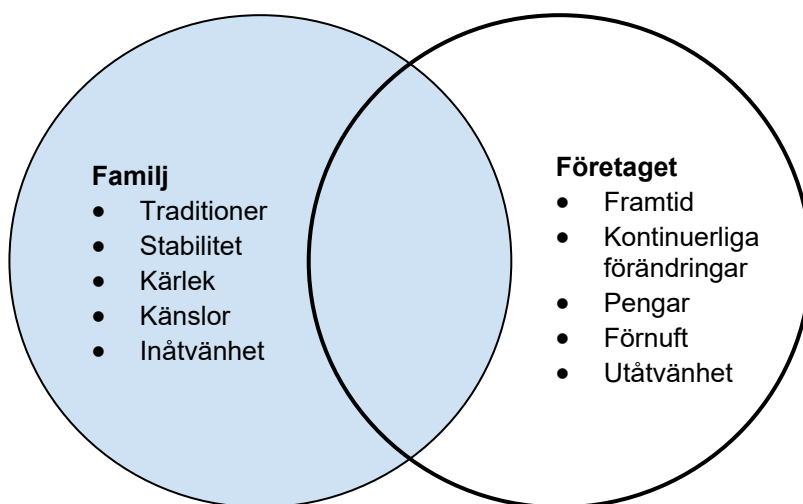 Familj
• Traditioner
• Stabilitet
• Kärlek
• Känslor
• Inåtvänhet
Företaget
• Framtid
• Kontinuerliga
förändringar
• Pengar
• Förnuft
• Utåtvänhet